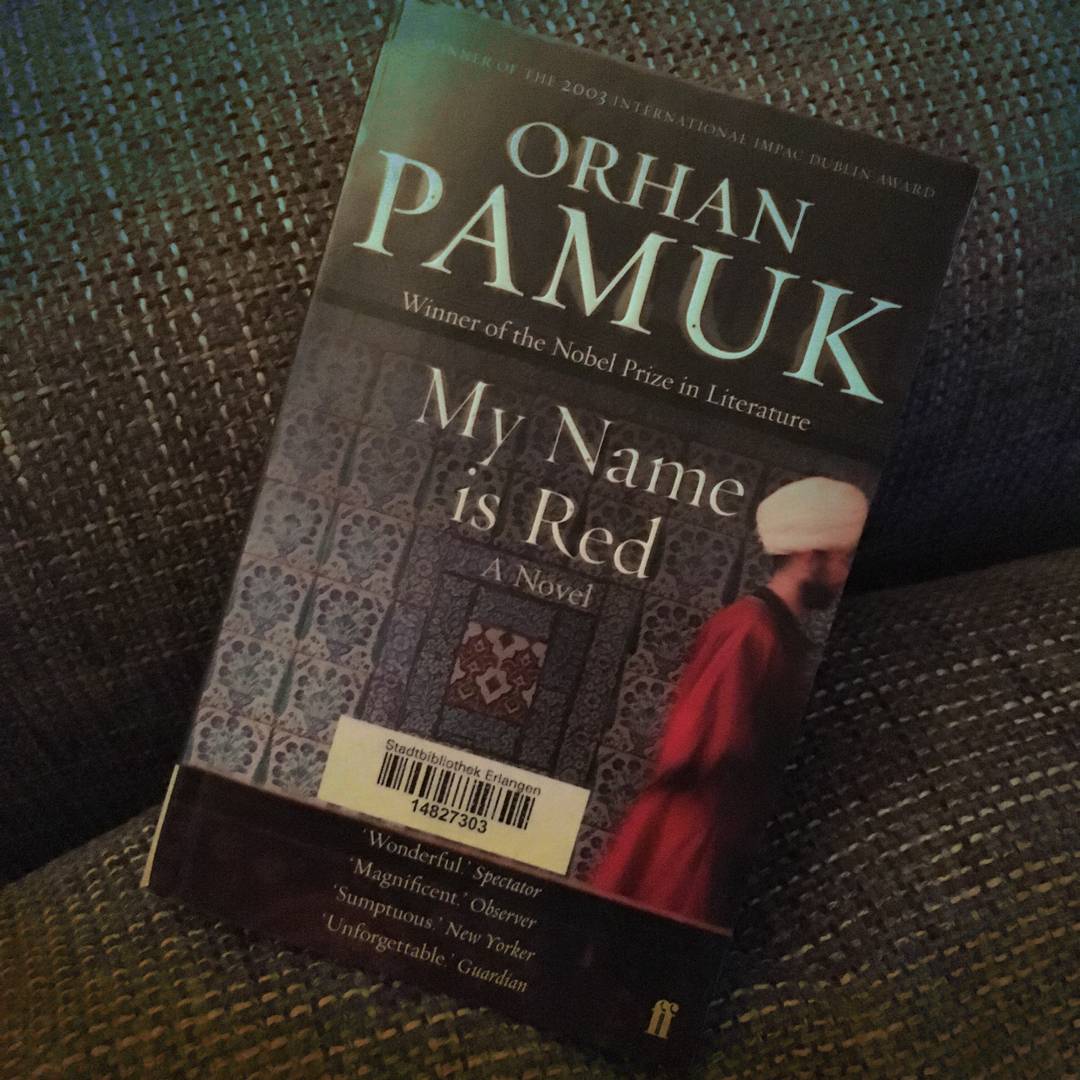 WINNER OF THE 2003 INTERNATIONAL IMPAC DUBLIN AWARD
ORHAN
PAMUK
Winner of the Nobel Prize in Literature
My Name
is Red
A Novel
Stadtbibliothek Erlangen
14827303
‘Wonderful.’ Spectator
‘Magnificent.’ Observer
‘Sumptuous.’ New Yorker
‘Unforgettable.’ Guardian
ff